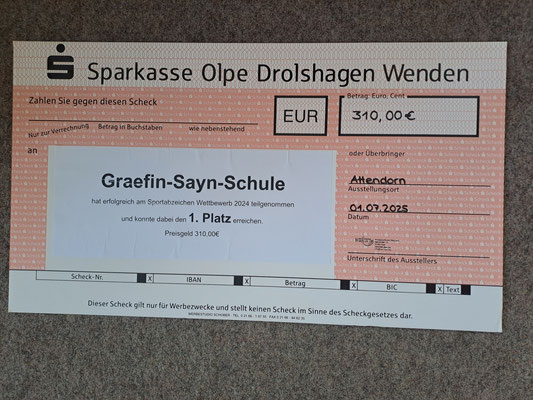 Sparkasse Olpe Drolshagen Wenden
Zahlen Sie gegen diesen Scheck
EUR
Betrag: Euro, Cent
310,00 €
Nur zur Verrechnung Betrag in Buchstaben wie nebenstehend
an
oder Überbringer
Graefin-Sayn-Schule
hat erfolgreich am Sportabzeichen Wettbewerb 2024 teilgenommen
und konnte dabei den 1. Platz erreichen.
Preisgeld 310,00€
Attendorn
Ausstellungsort
01.07.2025
Datum
Unterschrift des Ausstellers
Scheck-Nr. X IBAN X Betrag X BIC X Text
Dieser Scheck gilt nur für Werbezwecke und stellt keinen Scheck im Sinne des Scheckgesetzes dar.